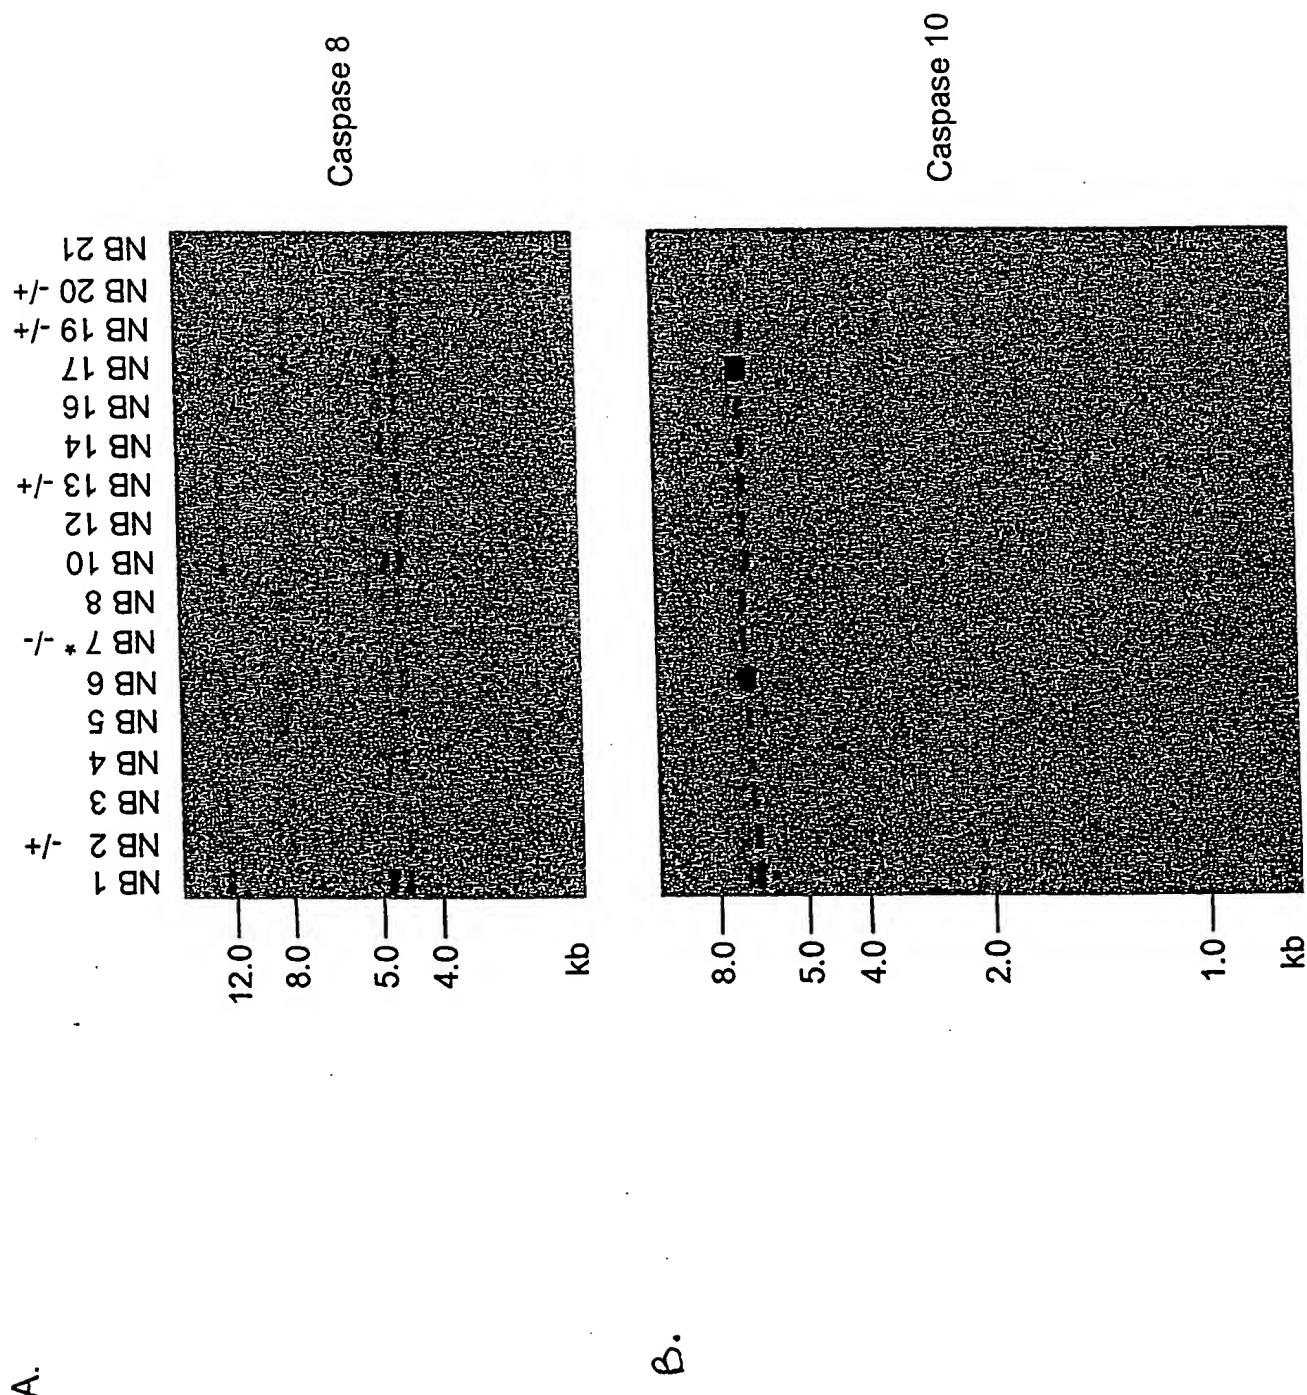 A.
NB 1
NB 2 -/+
NB 3
NB 4
NB 5
NB 6
NB 7 * -/-
NB 8
NB 10
NB 12
NB 13 -/+
NB 14
NB 16
NB 17
NB 19 -/+
NB 20 -/+
NB 21
12.0
8.0
5.0
4.0
kb
Caspase 8
B.
8.0
5.0
4.0
2.0
1.0
kb
Caspase 10